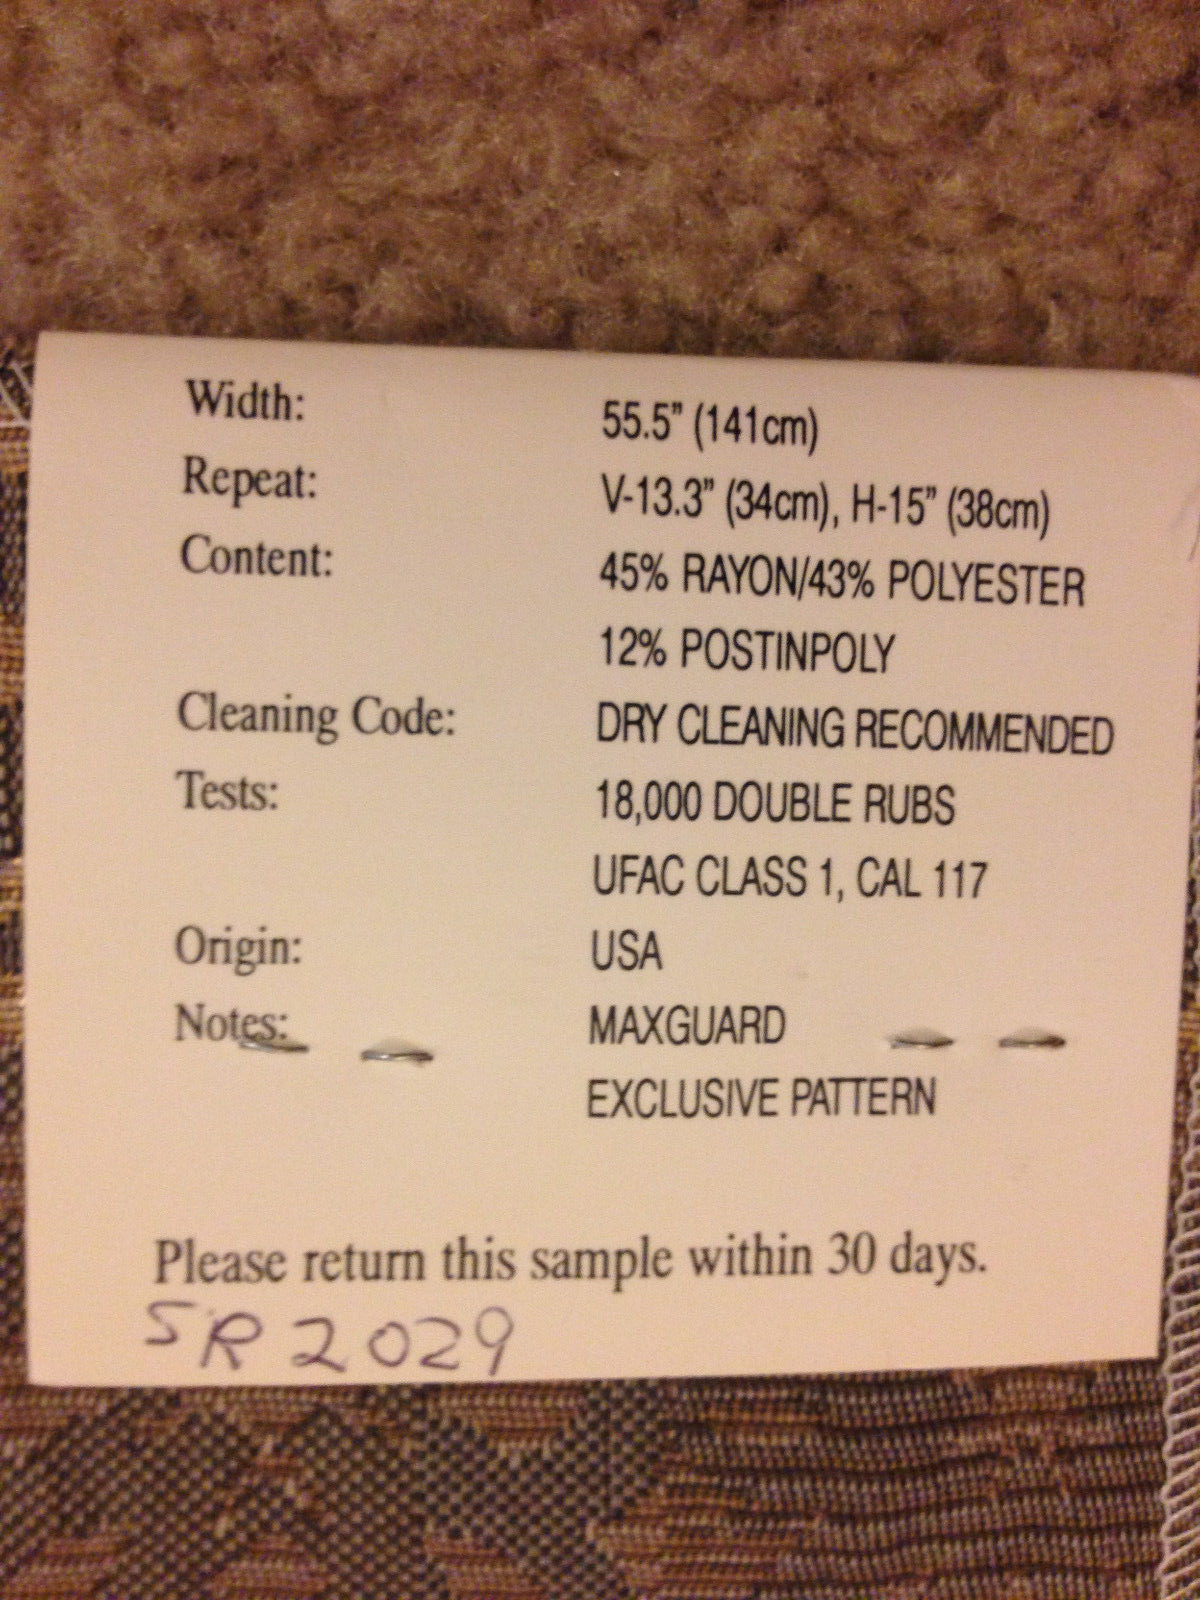 Width: 55.5” (141cm)
Repeat: V-13.3” (34cm), H-15” (38cm)
Content: 45% RAYON/43% POLYESTER
12% POSTINPOLY
Cleaning Code: DRY CLEANING RECOMMENDED
Tests: 18,000 DOUBLE RUBS
UFAC CLASS 1, CAL 117
Origin: USA
Notes: MAXGUARD
EXCLUSIVE PATTERN
Please return this sample within 30 days.
SR 2029